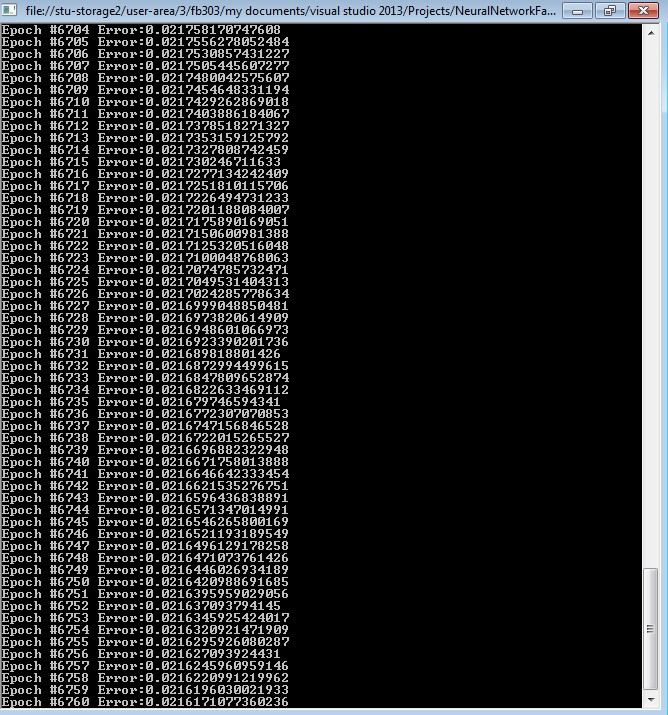 file://stu-storage2/user-area/3/fb303/my documents/visual studio 2013/Projects/NeuralNetworkFa...
Epoch #6704 Error:0.021758170747608
Epoch #6705 Error:0.0217556278052484
Epoch #6706 Error:0.0217530857431227
Epoch #6707 Error:0.0217505445607277
Epoch #6708 Error:0.0217480042575607
Epoch #6709 Error:0.0217454648331194
Epoch #6710 Error:0.0217429262869018
Epoch #6711 Error:0.0217403886184067
Epoch #6712 Error:0.0217378518271327
Epoch #6713 Error:0.0217353159125792
Epoch #6714 Error:0.0217327808742459
Epoch #6715 Error:0.021730246711633
Epoch #6716 Error:0.0217277134242409
Epoch #6717 Error:0.0217251810115706
Epoch #6718 Error:0.0217226494731233
Epoch #6719 Error:0.0217201188084007
Epoch #6720 Error:0.0217175890169051
Epoch #6721 Error:0.0217150600981388
Epoch #6722 Error:0.0217125320516048
Epoch #6723 Error:0.0217100048768063
Epoch #6724 Error:0.0217074785732471
Epoch #6725 Error:0.0217049531404313
Epoch #6726 Error:0.0217024285778634
Epoch #6727 Error:0.0216999048850481
Epoch #6728 Error:0.0216973820614909
Epoch #6729 Error:0.0216948601066973
Epoch #6730 Error:0.0216923390201736
Epoch #6731 Error:0.021689818801426
Epoch #6732 Error:0.0216872994499615
Epoch #6733 Error:0.0216847809652874
Epoch #6734 Error:0.0216822633469112
Epoch #6735 Error:0.021679746594341
Epoch #6736 Error:0.0216772307070853
Epoch #6737 Error:0.0216747156846528
Epoch #6738 Error:0.0216722015265527
Epoch #6739 Error:0.0216696882322948
Epoch #6740 Error:0.0216671758013888
Epoch #6741 Error:0.0216646642333454
Epoch #6742 Error:0.0216621535276751
Epoch #6743 Error:0.0216596436838891
Epoch #6744 Error:0.0216571347014991
Epoch #6745 Error:0.0216546265800169
Epoch #6746 Error:0.0216521193189549
Epoch #6747 Error:0.0216496129178258
Epoch #6748 Error:0.0216471073761426
Epoch #6749 Error:0.0216446026934189
Epoch #6750 Error:0.0216420988691685
Epoch #6751 Error:0.0216395959029056
Epoch #6752 Error:0.021637093794145
Epoch #6753 Error:0.0216345925424017
Epoch #6754 Error:0.0216320921471909
Epoch #6755 Error:0.0216295926080287
Epoch #6756 Error:0.021627093924431
Epoch #6757 Error:0.0216245960959146
Epoch #6758 Error:0.0216220991219962
Epoch #6759 Error:0.0216196030021933
Epoch #6760 Error:0.0216171077360236